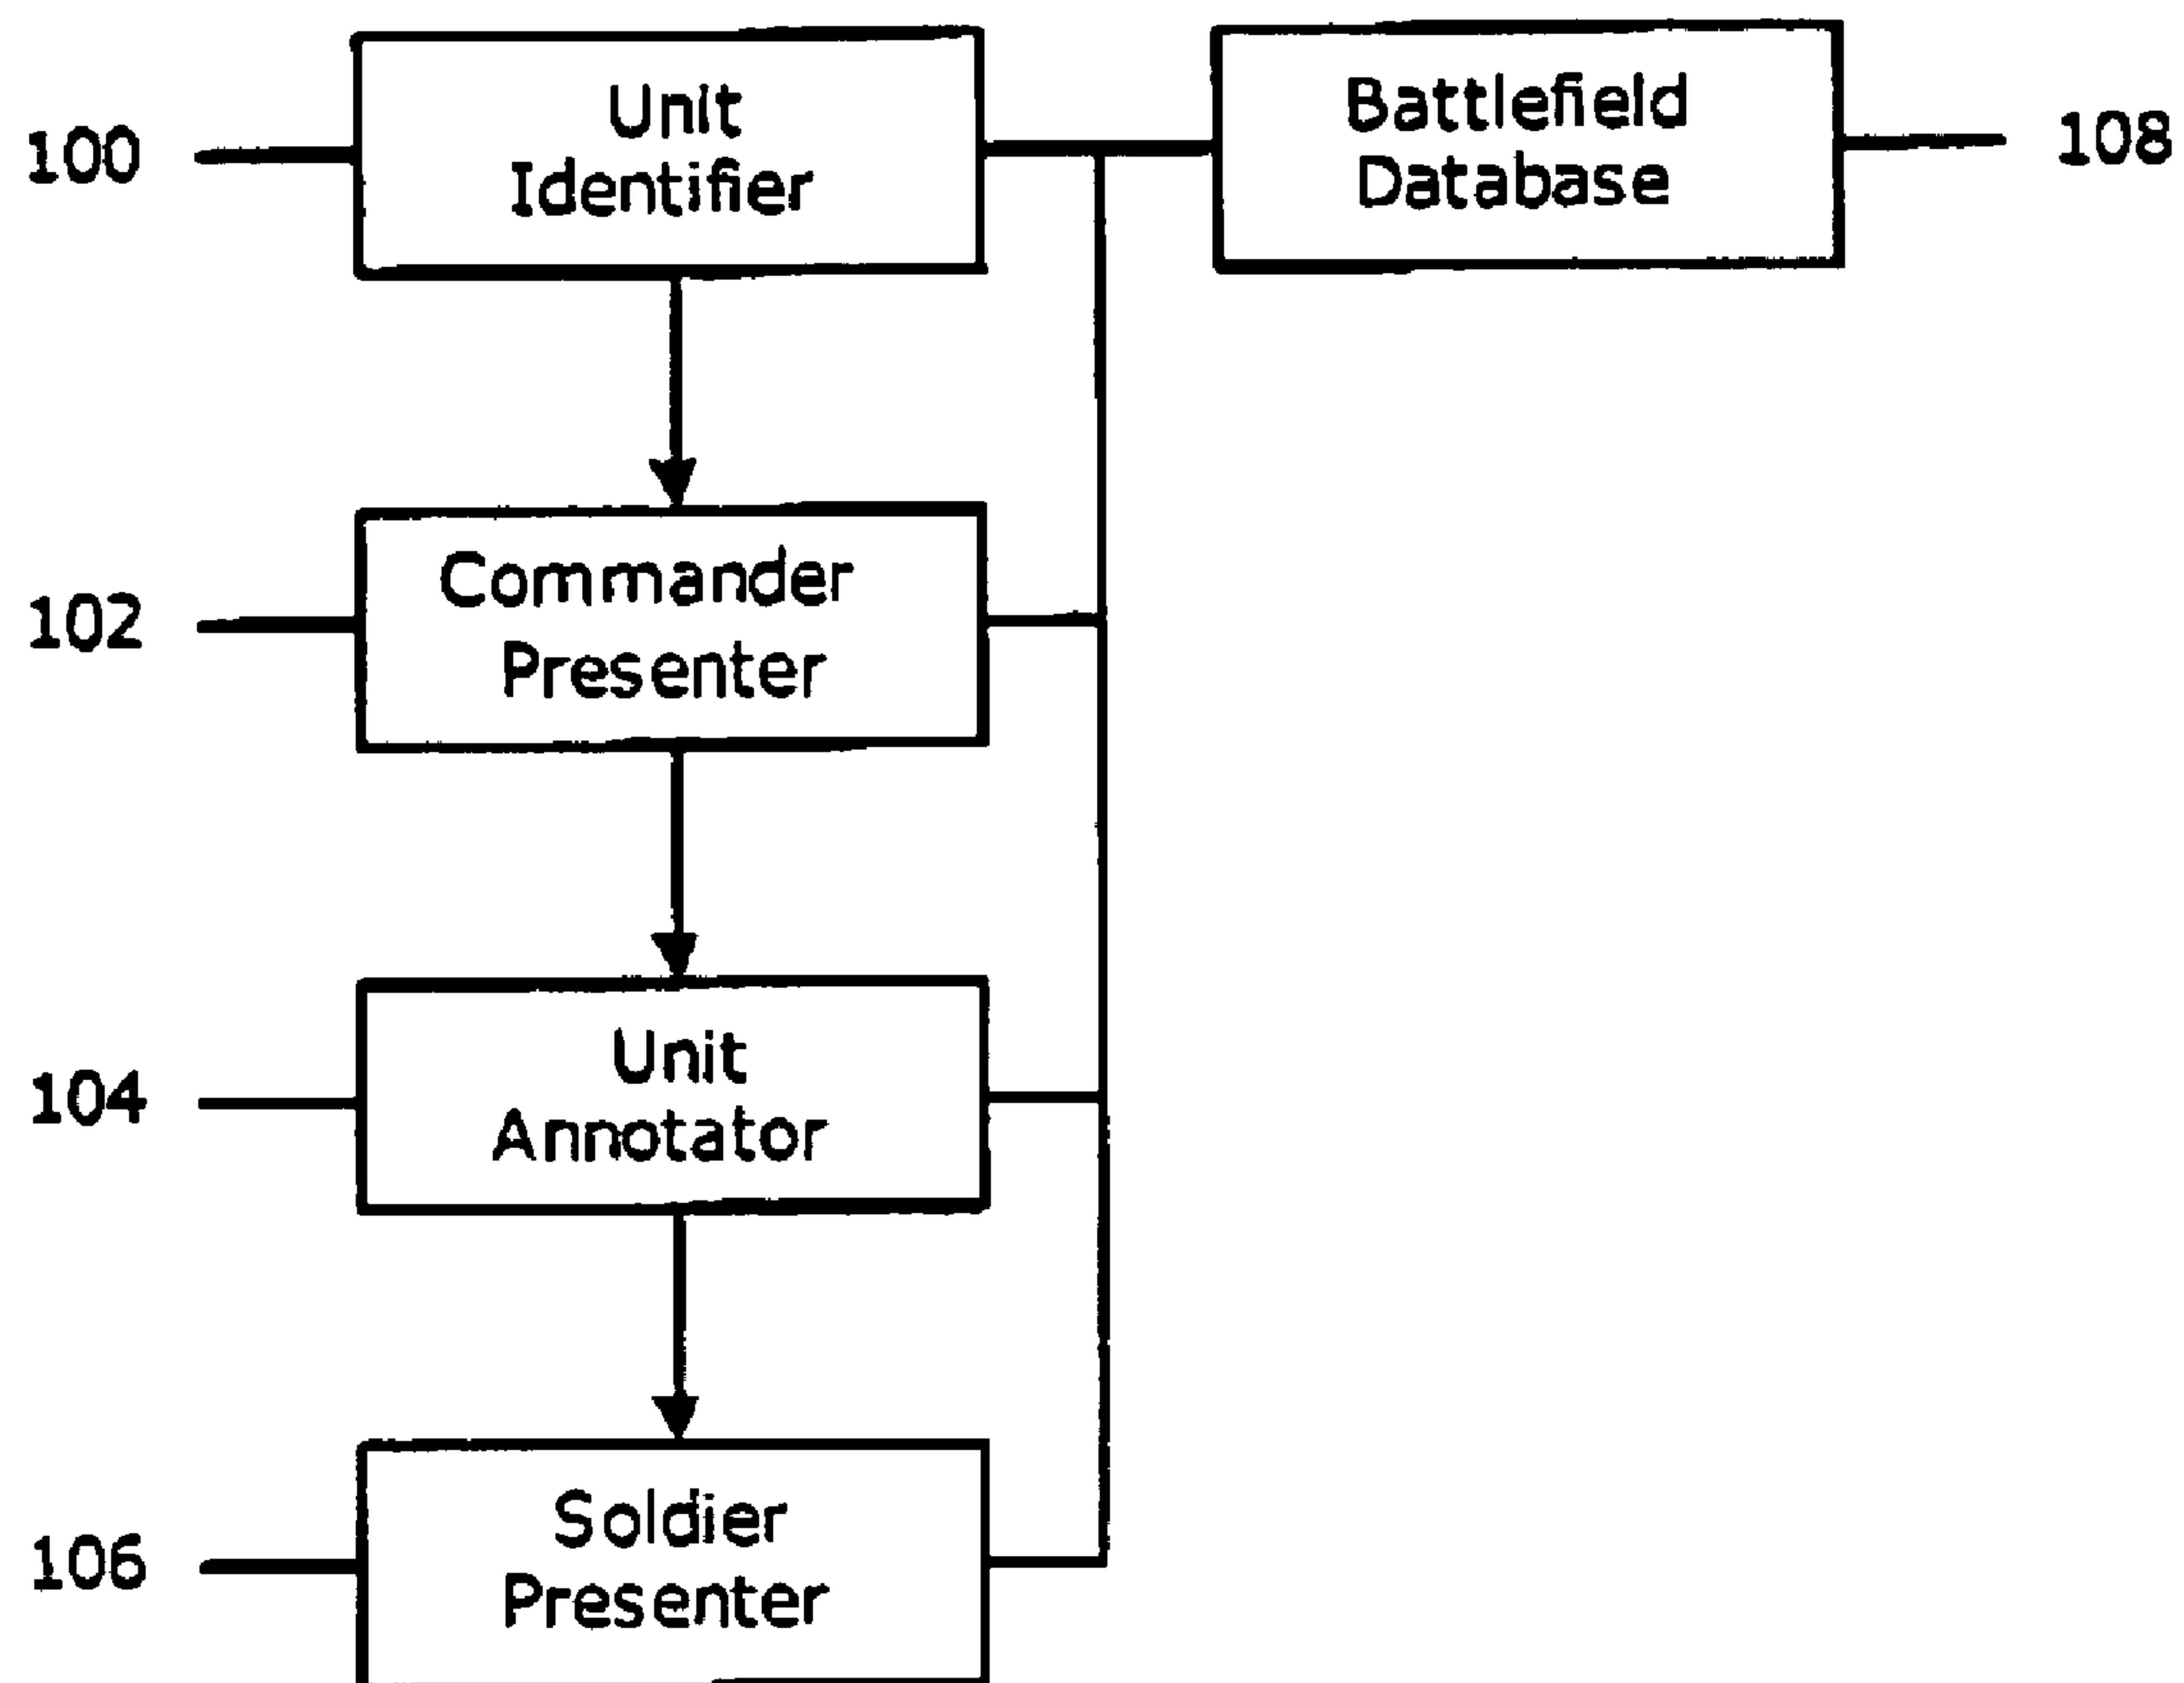 100
Unit
Identifier
Battlefield
Database
108
102
Commander
Presenter
104
Unit
Annotator
106
Soldier
Presenter